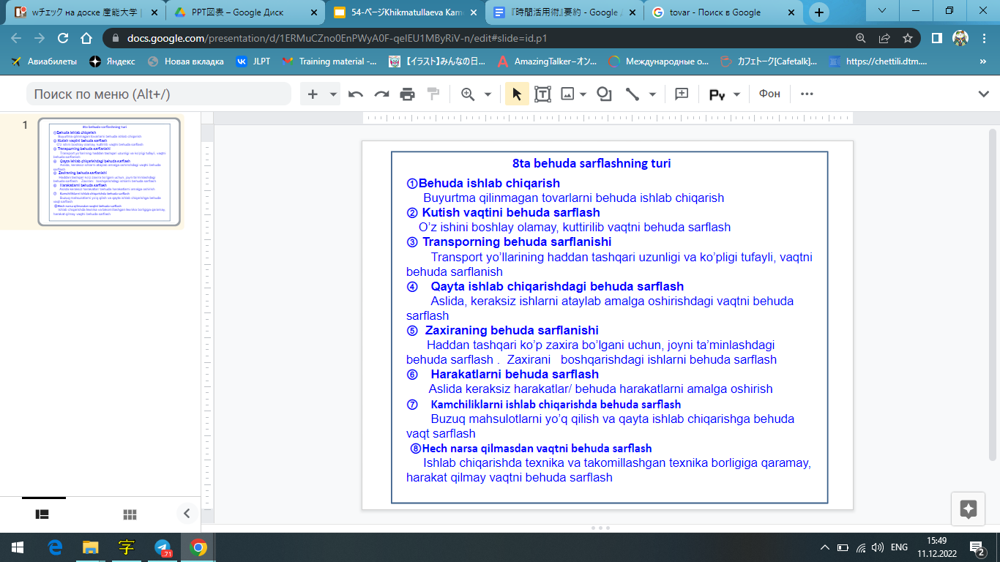 wチェック на доске 産能大学 |
PPT図表 – Google Диск
54-ページKhikmatullaeva Kam
『時間活用術』要約 - Google
tovar - Поиск в Google
docs.google.com/presentation/d/1ERMuCZno0EnPWyA0F-qeIEU1MByRiV-n/edit#slide=id.p1
Авиабилеты
Яндекс
Новая вкладка
JLPT
Training material -...
【イラスト】みんなの日...
AmazingTalker–オン...
Международные о...
カフェトーク[Cafetalk]...
https://chettili.dtm....
»
Поиск по меню (Alt+/)
Фон
1
8ta behuda sarflashning turi
①Behuda ishlab chiqarish
Buyurtma qilinmagan tovarlarni behuda ishlab chiqarish
② Kutish vaqtini behuda sarflash
O’z ishini boshlay olamay, kuttirilib vaqtni behuda sarflash
③ Transporning behuda sarflanishi
Transport yo’llarining haddan tashqari uzunligi va ko’pligi tufayli, vaqtni
behuda sarflanish
④ Qayta ishlab chiqarishdagi behuda sarflash
Aslida, keraksiz ishlarni ataylab amalga oshirishdagi vaqtni behuda
sarflash
⑤ Zaxiraning behuda sarflanishi
Haddan tashqari ko’p zaxira bo’lgani uchun, joyni ta’minlashdagi
behuda sarflash . Zaxirani boshqarishdagi ishlarni behuda sarflash
⑥ Harakatlarni behuda sarflash
Aslida keraksiz harakatlar/ behuda harakatlarni amalga oshirish
⑦ Kamchiliklarni ishlab chiqarishda behuda sarflash
Buzuq mahsulotlarni yo’q qilish va qayta ishlab chiqarishga behuda
vaqt sarflash
⑧Hech narsa qilmasdan vaqtni behuda sarflash
Ishlab chiqarishda texnika va takomillashgan texnika borligiga qaramay,
harakat qilmay vaqtni behuda sarflash
字
71
ENG
15:49
11.12.2022
2